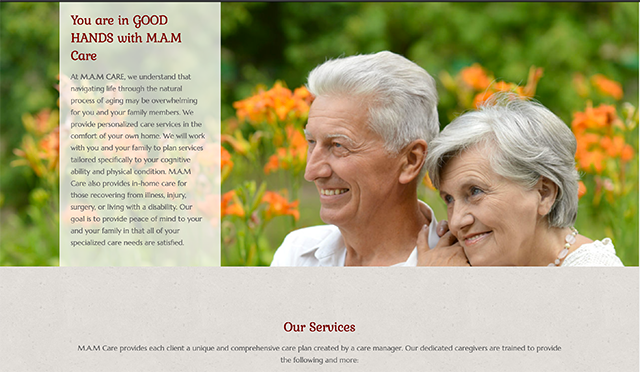 You are in GOOD
HANDS with M.A.M
Care
At M.A.M CARE, we understand that
navigating life through the natural
process of aging may be overwhelming
for you and your family members. We
provide personalized care services in the
comfort of your own home. We will work
with you and your family to plan services
tailored specifically to your cognitive
ability and physical condition. M.A.M
Care also provides in-home care for
those recovering from illness, injury,
surgery, or living with a disability. Our
goal is to provide peace of mind to your
and your family in that all of your
specialized care needs are satisfied.
Our Services
M.A.M Care provides each client a unique and comprehensive care plan created by a care manager. Our dedicated caregivers are trained to provide
the following and more: